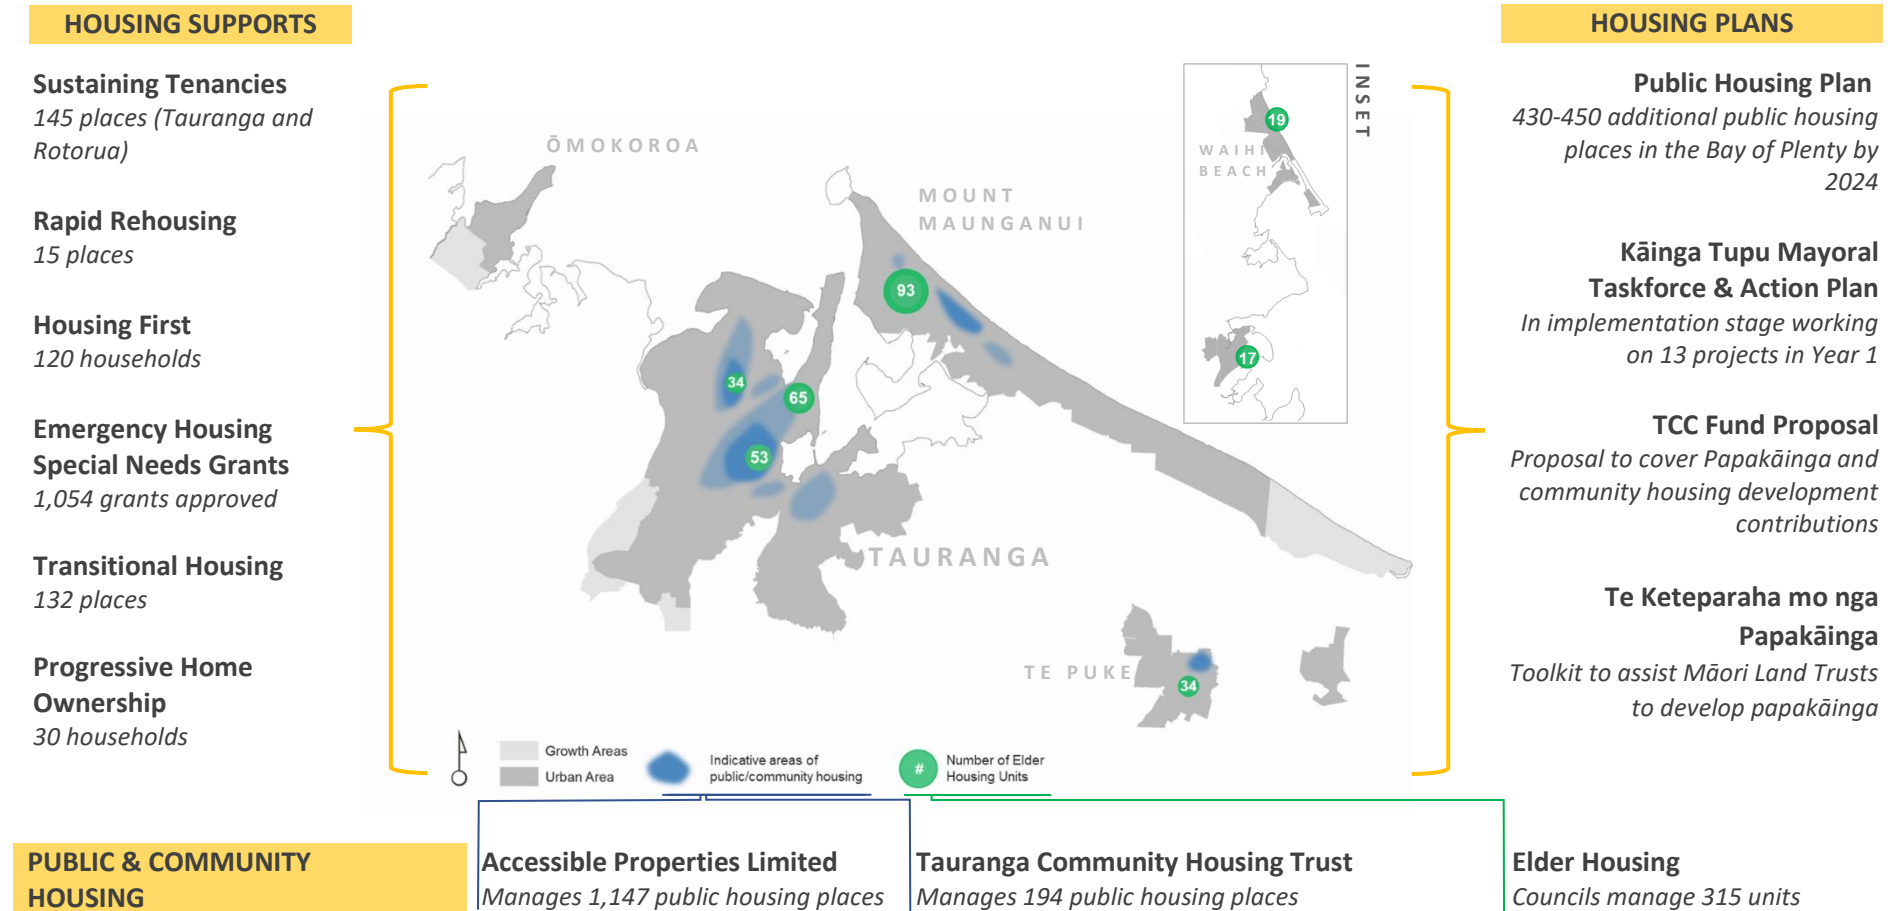 HOUSING SUPPORTS
Sustaining Tenancies
145 places (Tauranga and
Rotorua)
Rapid Rehousing
15 places
Housing First
120 households
Emergency Housing
Special Needs Grants
1,054 grants approved
Transitional Housing
132 places
Progressive Home
Ownership
30 households
ŌMOKOROA
MOUNT
MAUNGANUI
93
34
65
53
TAURANGA
TE PUKE
34
INSET
19
WAIHI
BEACH
17
Growth Areas
Urban Area
Indicative areas of
public/community housing
#
Number of Elder
Housing Units
HOUSING PLANS
Public Housing Plan
430-450 additional public housing
places in the Bay of Plenty by
2024
Kāinga Tupu Mayoral
Taskforce & Action Plan
In implementation stage working
on 13 projects in Year 1
TCC Fund Proposal
Proposal to cover Papakāinga and
community housing development
contributions
Te Keteparaha mo nga
Papakāinga
Toolkit to assist Māori Land Trusts
to develop papakāinga
PUBLIC & COMMUNITY
HOUSING
Accessible Properties Limited
Manages 1,147 public housing places
Tauranga Community Housing Trust
Manages 194 public housing places
Elder Housing
Councils manage 315 units